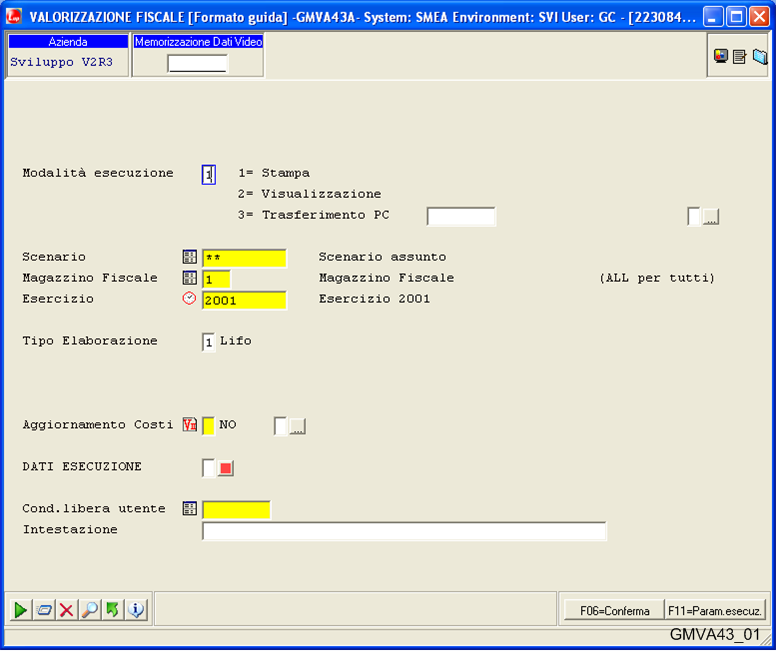 VALORIZZAZIONE FISCALE [Formato guida] -GMVA43A- System: SMEA Environment: SVI User: GC - [223084...
Azienda
Memorizzazione Dati Video
Sviluppo V2R3
Modalità esecuzione 1 1= Stampa
2= Visualizzazione
3= Trasferimento PC ...
Scenario ** Scenario assunto
Magazzino Fiscale 1 Magazzino Fiscale (ALL per tutti)
Esercizio 2001 Esercizio 2001
Tipo Elaborazione 1 Lifo
Aggiornamento Costi NO ...
DATI ESECUZIONE
Cond.libera utente
Intestazione
F06=Conferma F11=Param.esecuz.
GMVA43_01